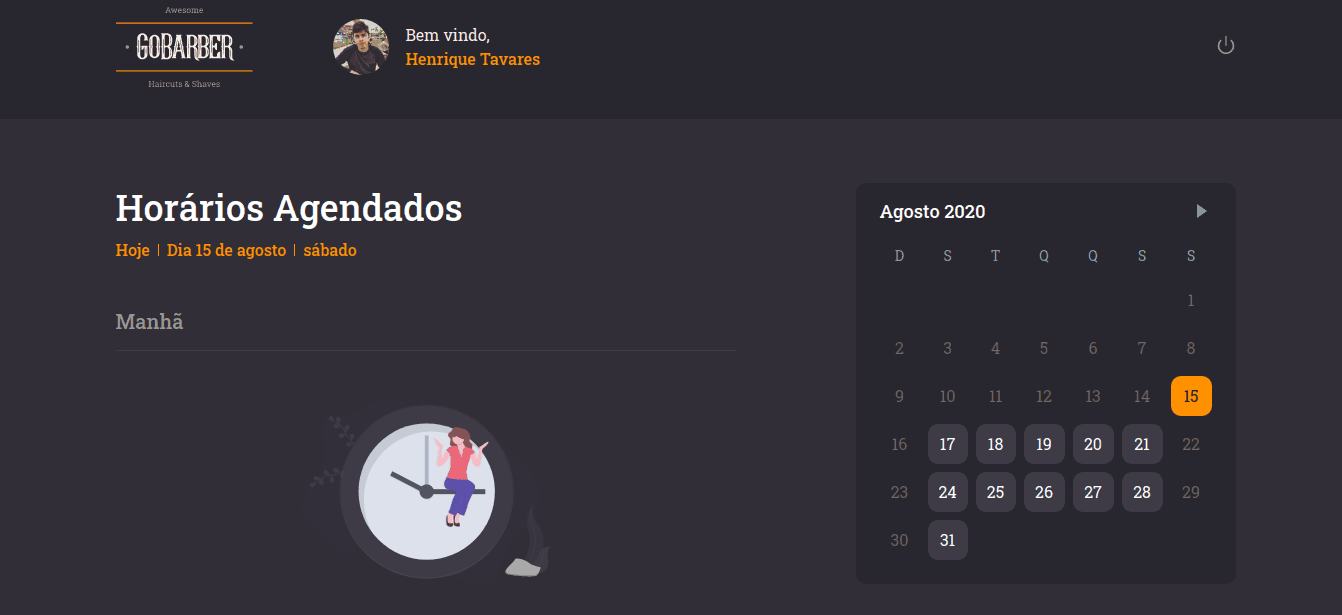 Awesome
GOBARBER
Haircuts & Shaves
Bem vindo,
Henrique Tavares
Horários Agendados
Hoje | Dia 15 de agosto | sábado
Manhã
Agosto 2020
D S T Q Q S S
1
2 3 4 5 6 7 8
9 10 11 12 13 14 15
16 17 18 19 20 21 22
23 24 25 26 27 28 29
30 31